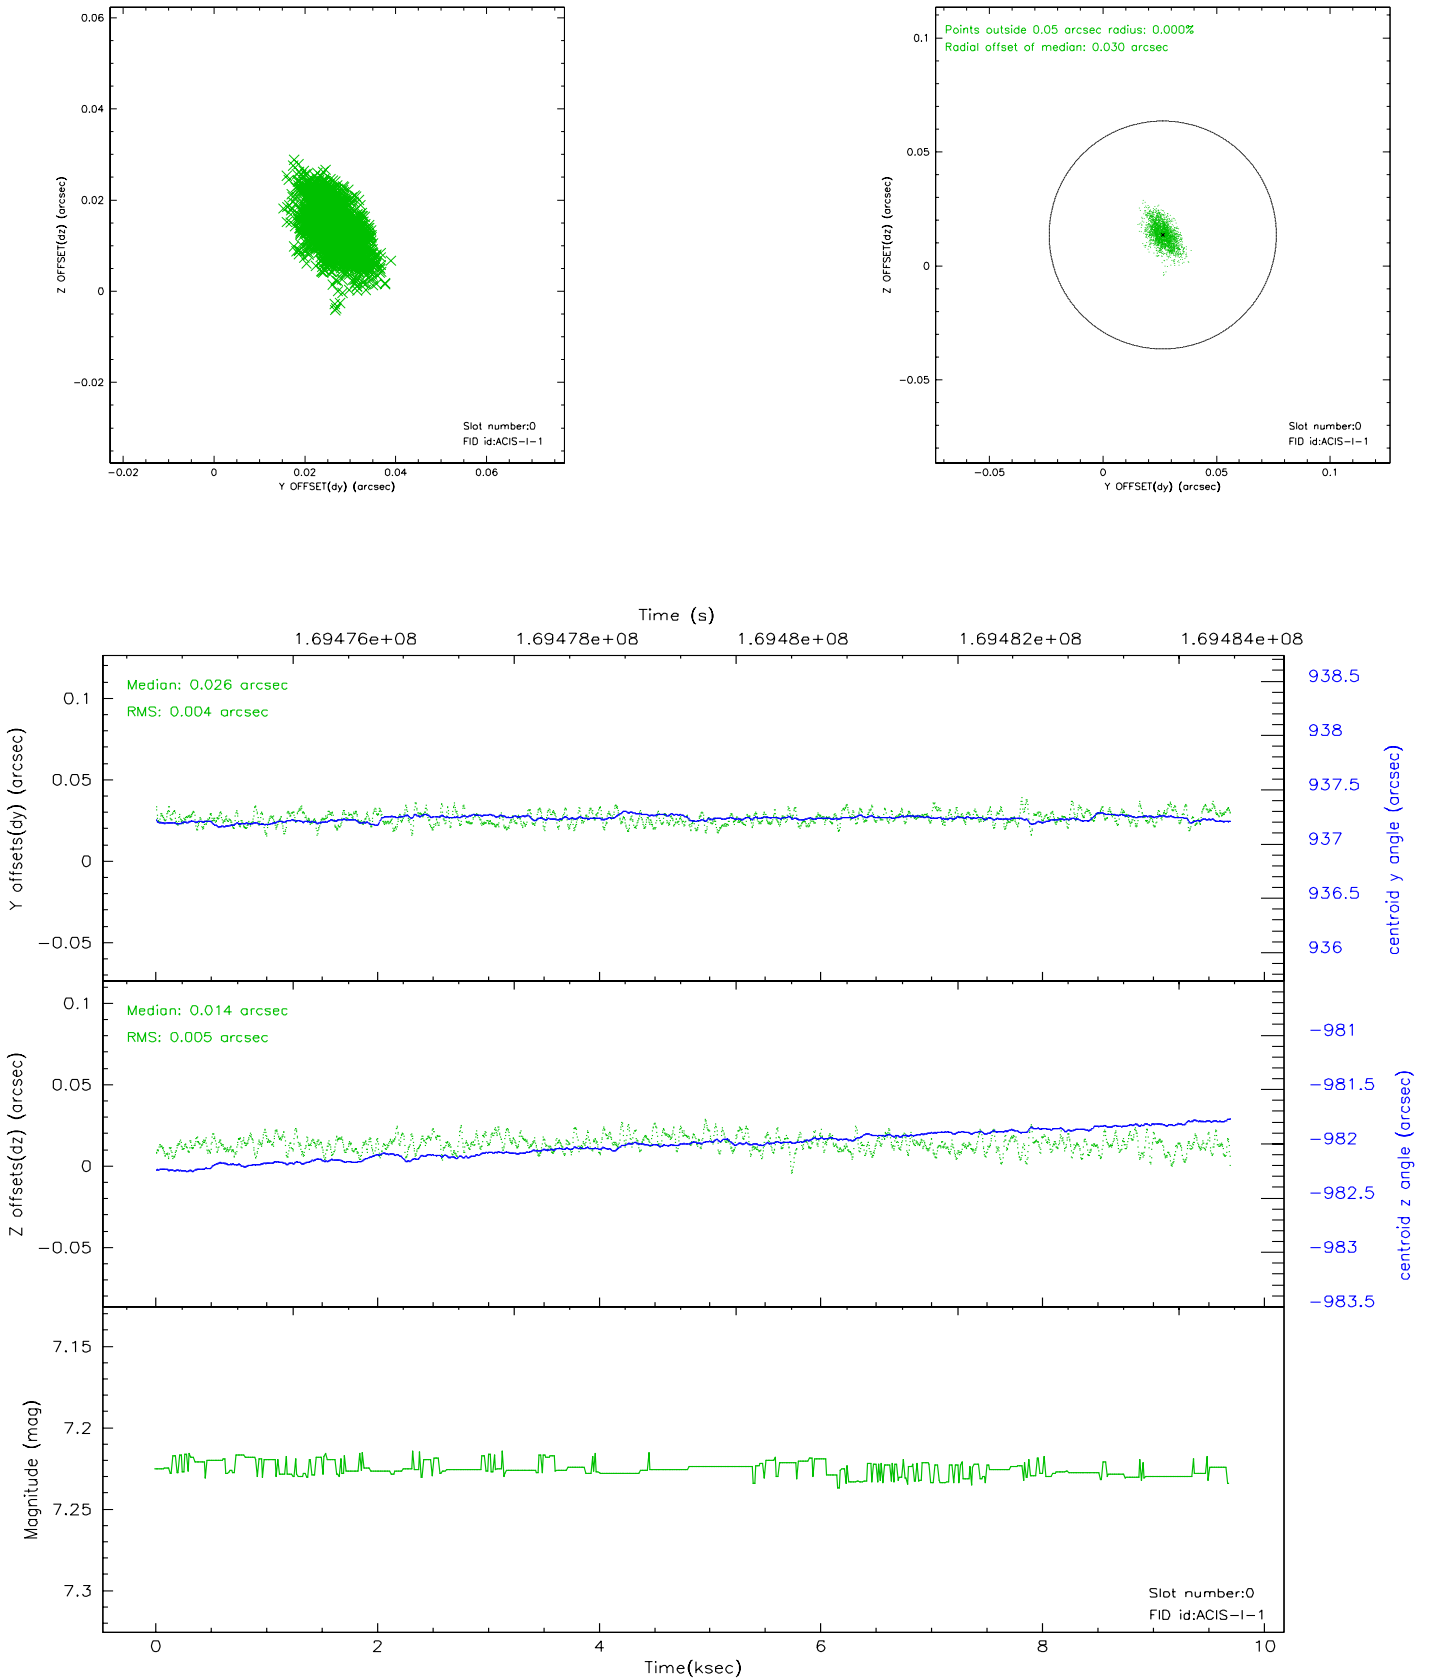 0.06
0.04
0.02
0
−0.02
Z OFFSET(dz) (arcsec)
Slot number:0
FID id:ACIS−I−1
−0.02 0 0.02 0.04 0.06
Y OFFSET(dy) (arcsec)
Points outside 0.05 arcsec radius: 0.000%
Radial offset of median: 0.030 arcsec
0.1
0.05
0
−0.05
Z OFFSET(dz) (arcsec)
Slot number:0
FID id:ACIS−I−1
−0.05 0 0.05 0.1
Y OFFSET(dy) (arcsec)
Time (s)
1.69476e+08 1.69478e+08 1.6948e+08 1.69482e+08 1.69484e+08
Median: 0.026 arcsec
RMS: 0.004 arcsec
0.1
0.05
0
−0.05
Y offsets(dy) (arcsec)
938.5
938
937.5
937
936.5
936
centroid y angle (arcsec)
Median: 0.014 arcsec
RMS: 0.005 arcsec
0.1
0.05
0
−0.05
Z offsets(dz) (arcsec)
−981
−981.5
−982
−982.5
−983
−983.5
centroid z angle (arcsec)
7.15
7.2
7.25
7.3
Magnitude (mag)
Slot number:0
FID id:ACIS−I−1
0 2 4 6 8 10
Time(ksec)